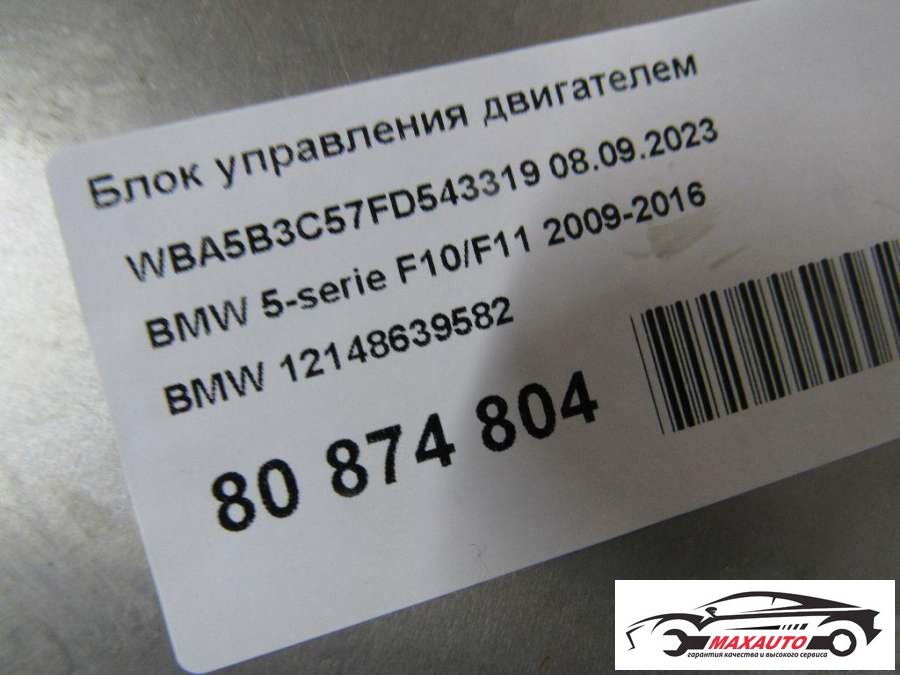 Блок управления двигателем
WBA5B3C57FD543319 08.09.2023
BMW 5-serie F10/F11 2009-2016
BMW 12148639582
80 874 804
MAXAUTO
гарантия качества и высокого сервиса